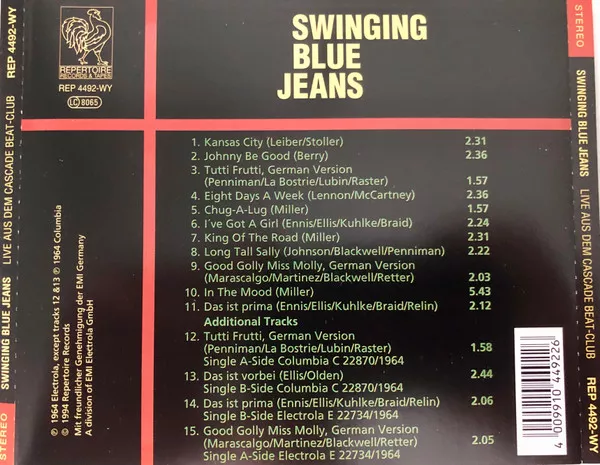 REPERTOIRE
RECORDS & TAPES
REP 4492-WY
LC 8065
SWINGING
BLUE
JEANS
1. Kansas City (Leiber/Stoller) 2.31
2. Johnny Be Good (Berry) 2.36
3. Tutti Frutti, German Version
(Penniman/La Bostrie/Lubin/Raster) 1.57
4. Eight Days A Week (Lennon/McCartney) 2.36
5. Chug-A-Lug (Miller) 1.57
6. I've Got A Girl (Ennis/Ellis/Kuhlke/Braid) 2.24
7. King Of The Road (Miller) 2.31
8. Long Tall Sally (Johnson/Blackwell/Penniman) 2.22
9. Good Golly Miss Molly, German Version
(Marascalgo/Martinez/Blackwell/Retter) 2.03
10. In The Mood (Miller) 5.43
11. Das ist prima (Ennis/Ellis/Kuhlke/Braid/Relin) 2.12
Additional Tracks
12. Tutti Frutti, German Version
(Penniman/La Bostrie/Lubin/Raster) 1.58
Single A-Side Columbia C 22870/1964
13. Das ist vorbei (Ellis/Olden) 2.44
Single B-Side Columbia C 22870/1964
14. Das ist prima (Ennis/Ellis/Kuhlke/Braid/Relin) 2.06
Single B-Side Electrola E 22734/1964
15. Good Golly Miss Molly, German Version
(Marascalgo/Martinez/Blackwell/Retter) 2.05
Single A-Side Electrola E 22734/1964
℗ 1964 Electrola, except tracks 12 & 13 ℗ 1964 Columbia
© 1994 Repertoire Records
Mit freundlicher Genehmigung der EMI Germany
A division of EMI Electrola GmbH
4 009910 449226
STEREO SWINGING BLUE JEANS LIVE AUS DEM CASCADE BEAT-CLUB REP 4492-WY
STEREO SWINGING BLUE JEANS LIVE AUS DEM CASCADE BEAT-CLUB REP 4492-WY